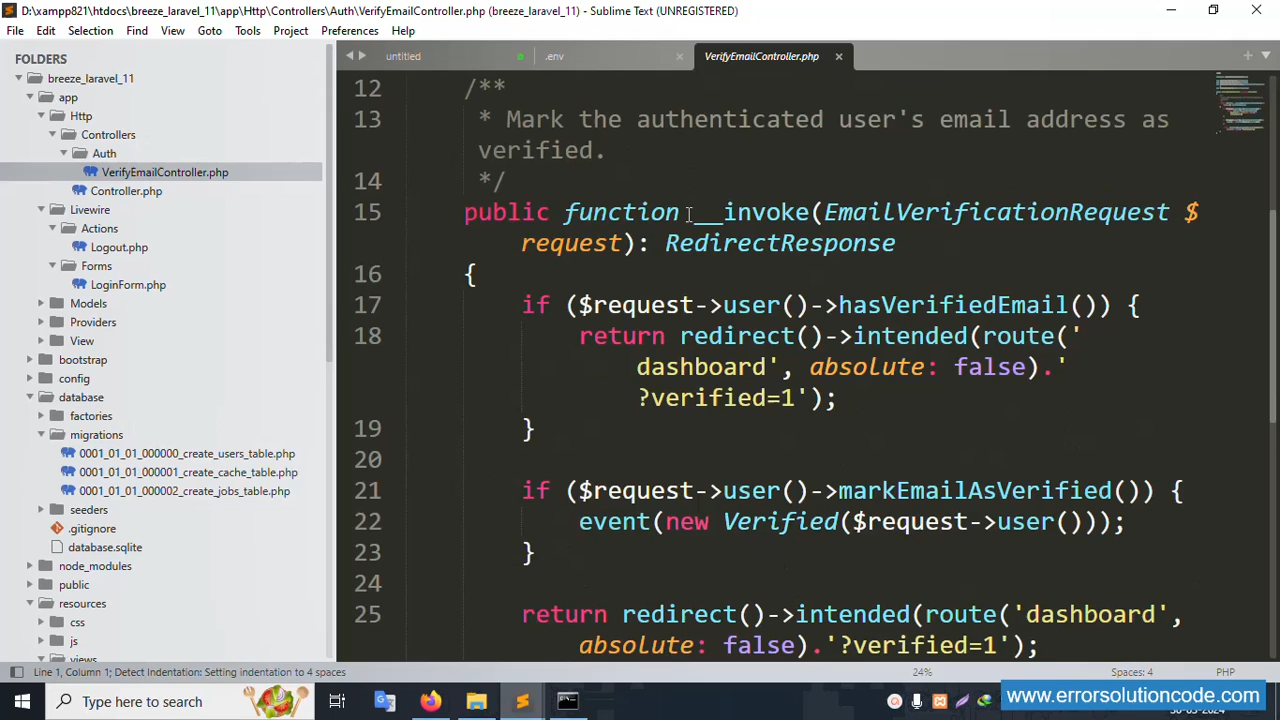 D:\xampp821\htdocs\breeze_laravel_11\app\Http\Controllers\Auth\VerifyEmailController.php (breeze_laravel_11) - Sublime Text (UNREGISTERED)
File Edit Selection Find View Goto Tools Project Preferences Help
FOLDERS
breeze_laravel_11
app
Http
Controllers
Auth
VerifyEmailController.php
Controller.php
Livewire
Actions
Logout.php
Forms
LoginForm.php
Models
Providers
View
bootstrap
config
database
factories
migrations
0001_01_01_000000_create_users_table.php
0001_01_01_000001_create_cache_table.php
0001_01_01_000002_create_jobs_table.php
seeders
.gitignore
database.sqlite
node_modules
public
resources
css
js
views
untitled .env VerifyEmailController.php
12 /**
13 * Mark the authenticated user's email address as
verified.
14 */
15 public function __invoke(EmailVerificationRequest $
request): RedirectResponse
16 {
17 if ($request->user()->hasVerifiedEmail()) {
18 return redirect()->intended(route('
dashboard', absolute: false).'
?verified=1');
19 }
20
21 if ($request->user()->markEmailAsVerified()) {
22 event(new Verified($request->user()));
23 }
24
25 return redirect()->intended(route('dashboard',
absolute: false).'?verified=1');
Line 1, Column 1; Detect Indentation: Setting indentation to 4 spaces 24% Spaces: 4 PHP
Type here to search
www.errorsolutioncode.com